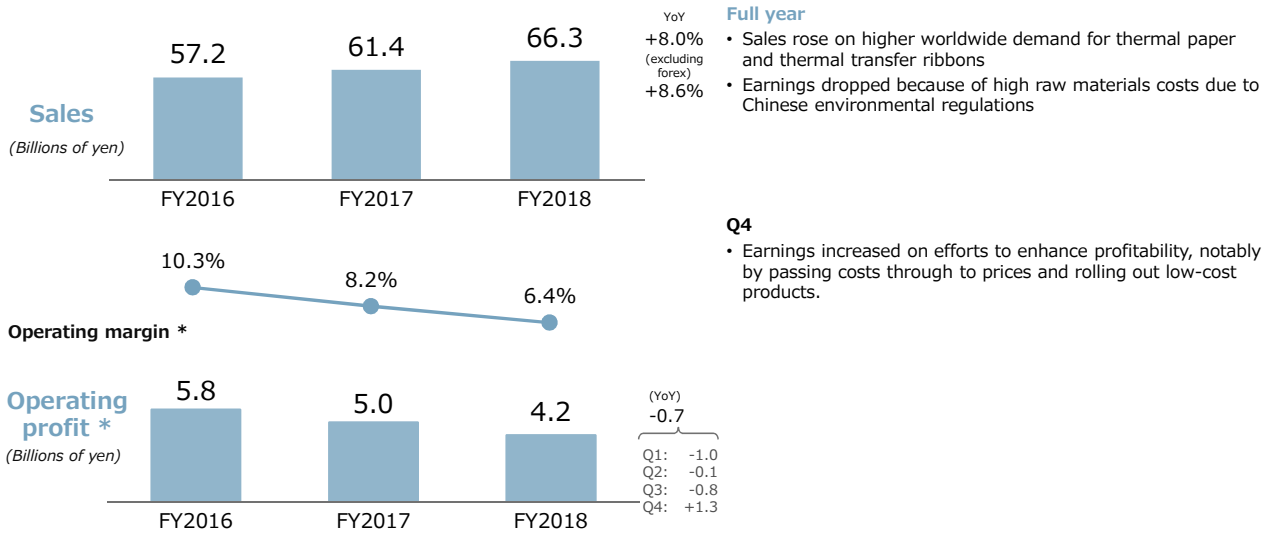 57.2
61.4
66.3
Sales
(Billions of yen)
FY2016
FY2017
FY2018
YoY
+8.0%
(excluding
forex)
+8.6%
Full year
• Sales rose on higher worldwide demand for thermal paper
and thermal transfer ribbons
• Earnings dropped because of high raw materials costs due to
Chinese environmental regulations
Q4
• Earnings increased on efforts to enhance profitability, notably
by passing costs through to prices and rolling out low-cost
products.
10.3%
8.2%
6.4%
Operating margin *
Operating
profit *
(Billions of yen)
5.8
5.0
4.2
FY2016
FY2017
FY2018
(YoY)
-0.7
Q1: -1.0
Q2: -0.1
Q3: -0.8
Q4: +1.3